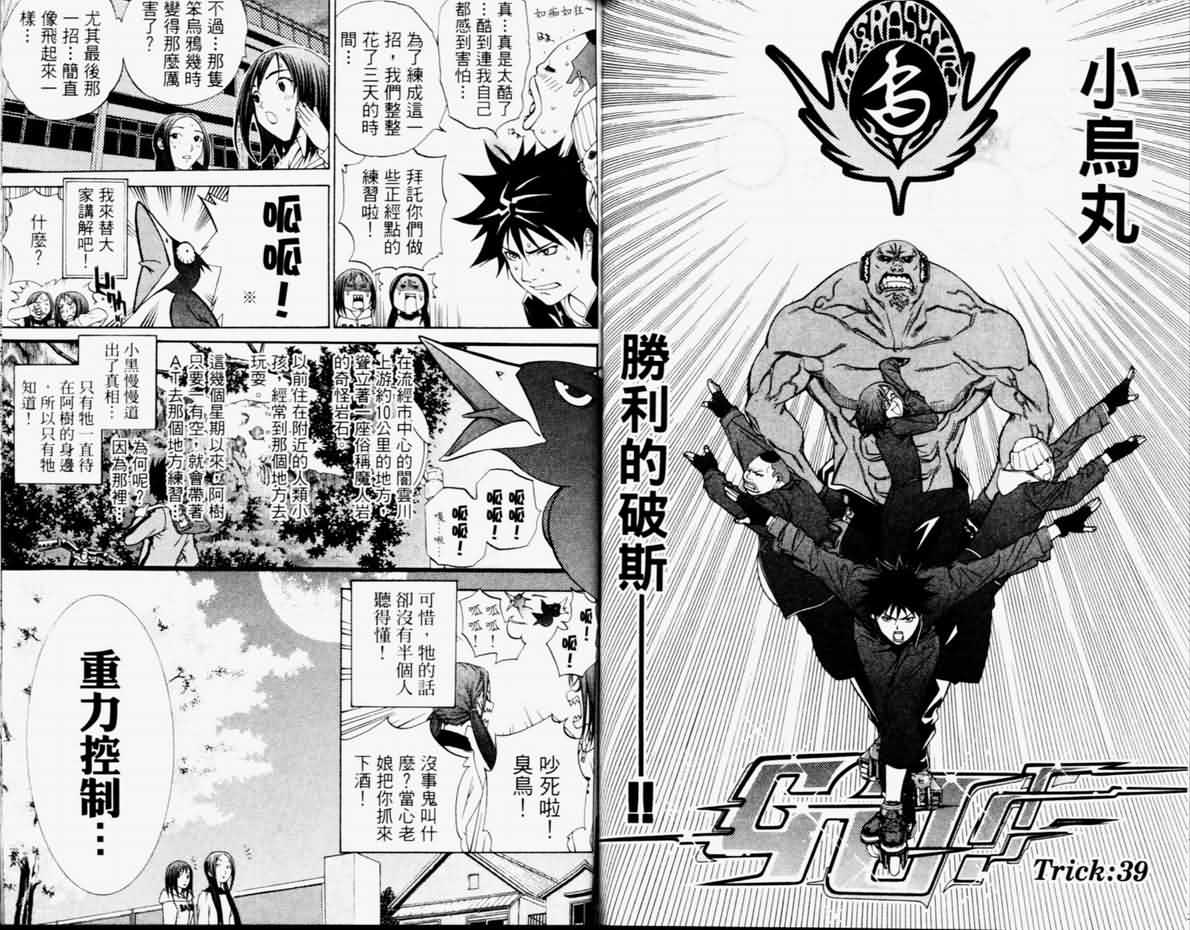 小烏丸
KOGARASUMARU
烏
勝利的破斯——!!
Trick:39
真…真是太酷了
…酷到連我自己
都感到害怕…
如痴如狂~
為了練成這一
招,我們整整
花了三天的時
間…
拜託你們做
些正經點的
練習啦!
不過…那隻
笨烏鴉幾時
變得那麼厲
害了?
尤其最後那
一招…簡直
像飛起來一
樣…
呱
呱!
※
我來替大
家講解吧!
什麼?
在流經市中心的闇雲川
上游約10公里的地方,
聳立著一座俗稱魔人岩
的奇怪岩石。
以前住在附近的人類小
孩,經常到那個地方去
玩耍。
這幾個星期以來,阿樹
只要一有空,就會帶著
AT去那個地方練習…
為何呢?
因為那裡…
小黑慢慢道
出了真相…
只有牠一直待
在阿樹的身邊
,所以只有牠
知道!
呱呱!
呱呱!
呱!
呱呱!
可惜,牠的話
卻沒有半個人
聽得懂!
吵死啦!
臭鳥!
沒事鬼叫什
麼?當心老
娘把你抓來
下酒!
重力控制…